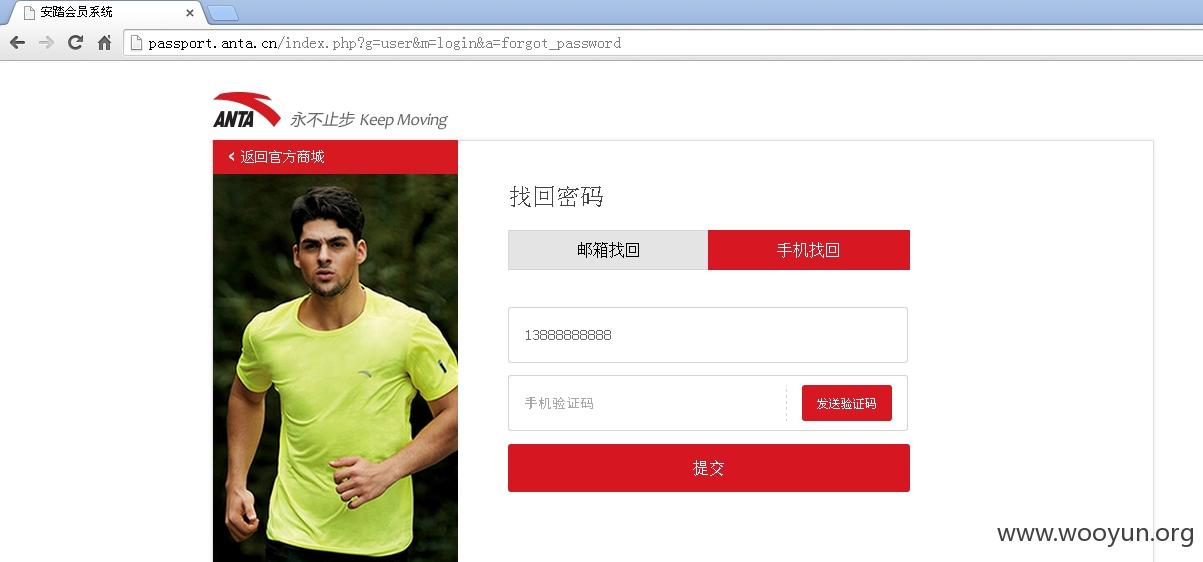 安踏会员系统
passport.anta.cn/index.php?g=user&m=login&a=forgot_password
ANTA 永不止步 Keep Moving
返回官方商城
找回密码
邮箱找回 手机找回
13888888888
手机验证码 发送验证码
提交
www.wooyun.org